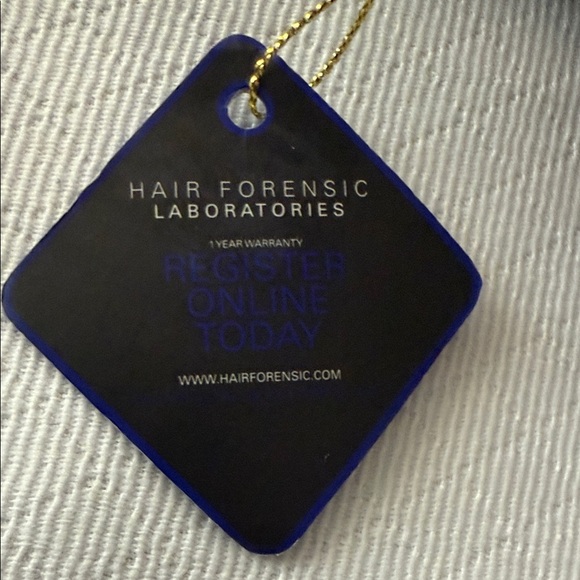 HAIR FORENSIC
LABORATORIES
1 YEAR WARRANTY
REGISTER
ONLINE
TODAY
WWW.HAIRFORENSIC.COM